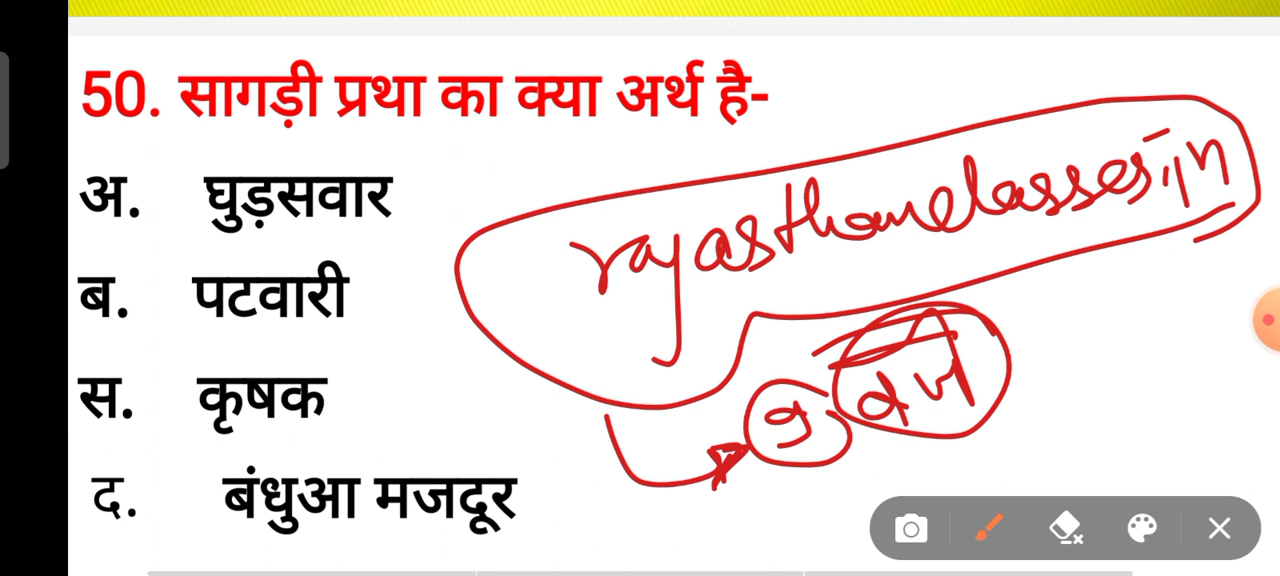 50. सागड़ी प्रथा का क्या अर्थ है-
अ. घुड़सवार
rajasthanclasses.in
ब. पटवारी
स. कृषक
द. बंधुआ मजदूर